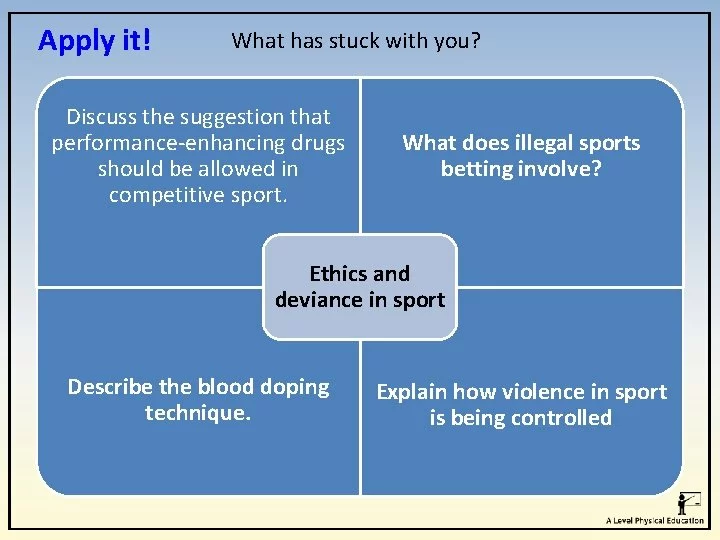 Apply it!
What has stuck with you?
Discuss the suggestion that
performance-enhancing drugs
should be allowed in
competitive sport.
What does illegal sports
betting involve?
Ethics and
deviance in sport
Describe the blood doping
technique.
Explain how violence in sport
is being controlled
A Level Physical Education